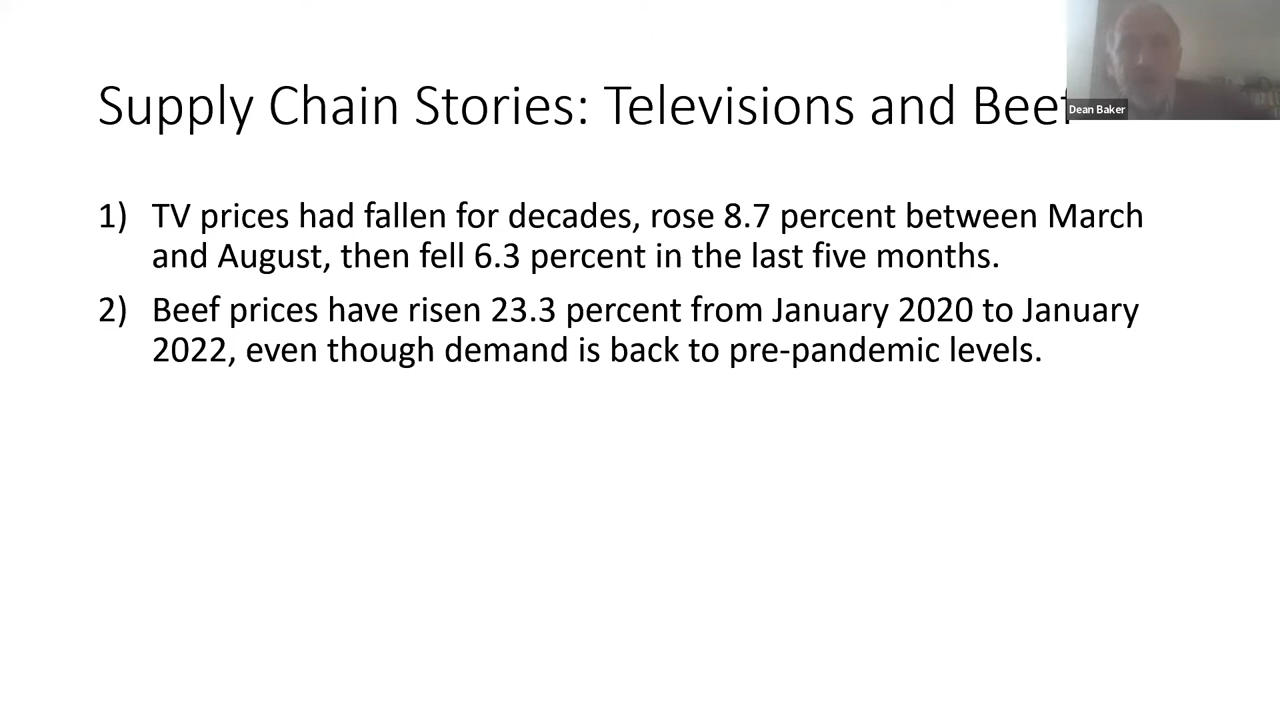 Supply Chain Stories: Televisions and Beef
Dean Baker
1) TV prices had fallen for decades, rose 8.7 percent between March
and August, then fell 6.3 percent in the last five months.
2) Beef prices have risen 23.3 percent from January 2020 to January
2022, even though demand is back to pre-pandemic levels.